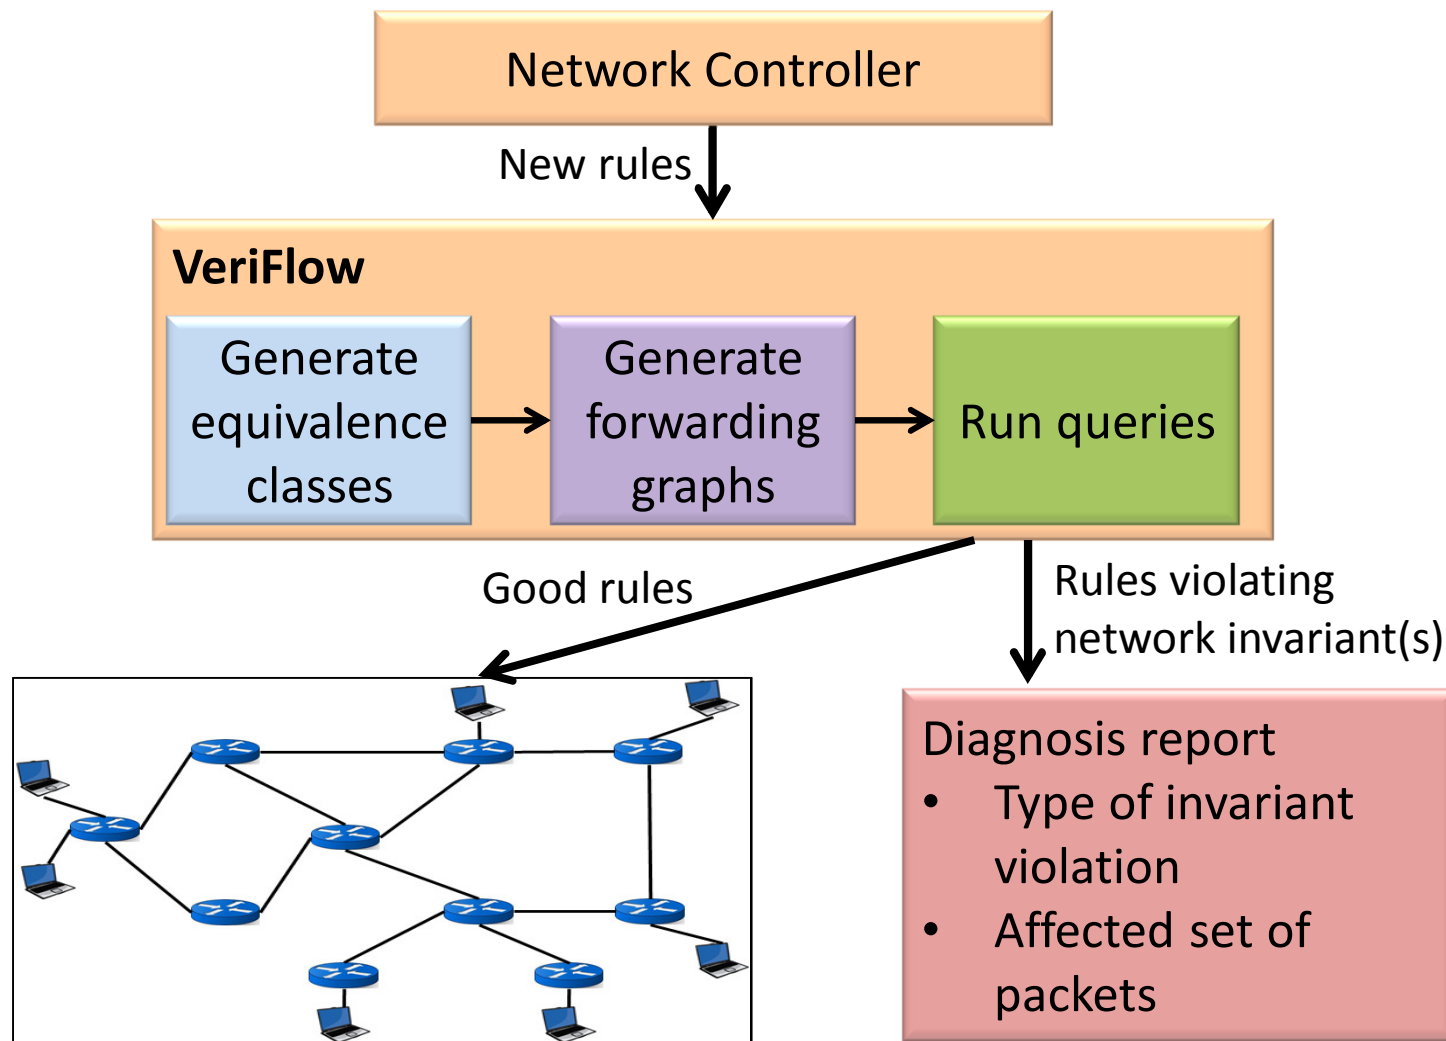 Network Controller
New rules
VeriFlow
Generate
equivalence
classes
Generate
forwarding
graphs
Run queries
Good rules
Rules violating
network invariant(s)
Diagnosis report
• Type of invariant
violation
• Affected set of
packets